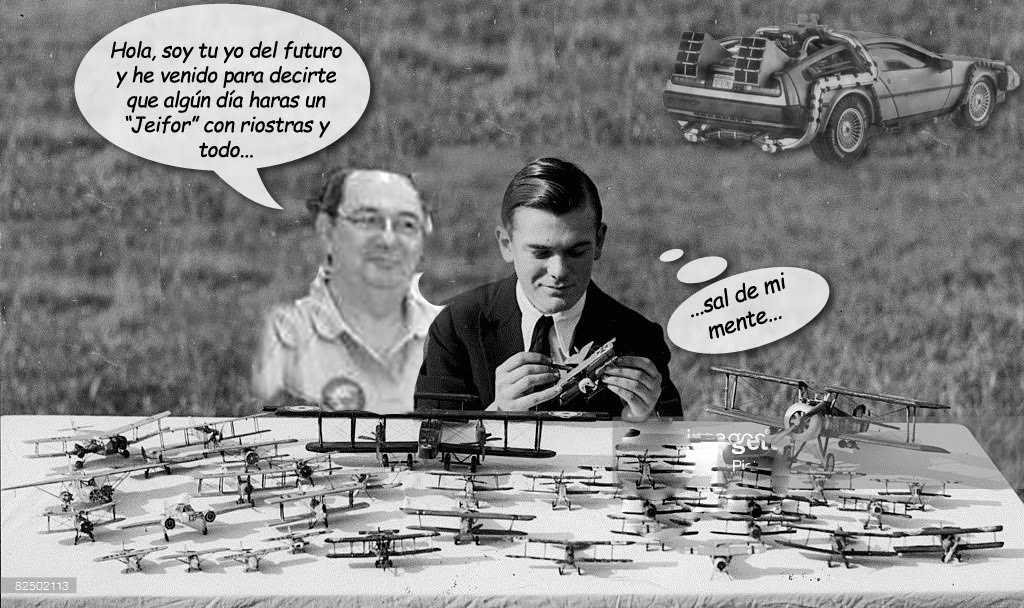 Hola, soy tu yo del futuro
y he venido para decirte
que algún día haras un
“Jeifor” con riostras y
todo...
...sal de mi
mente...
82502113